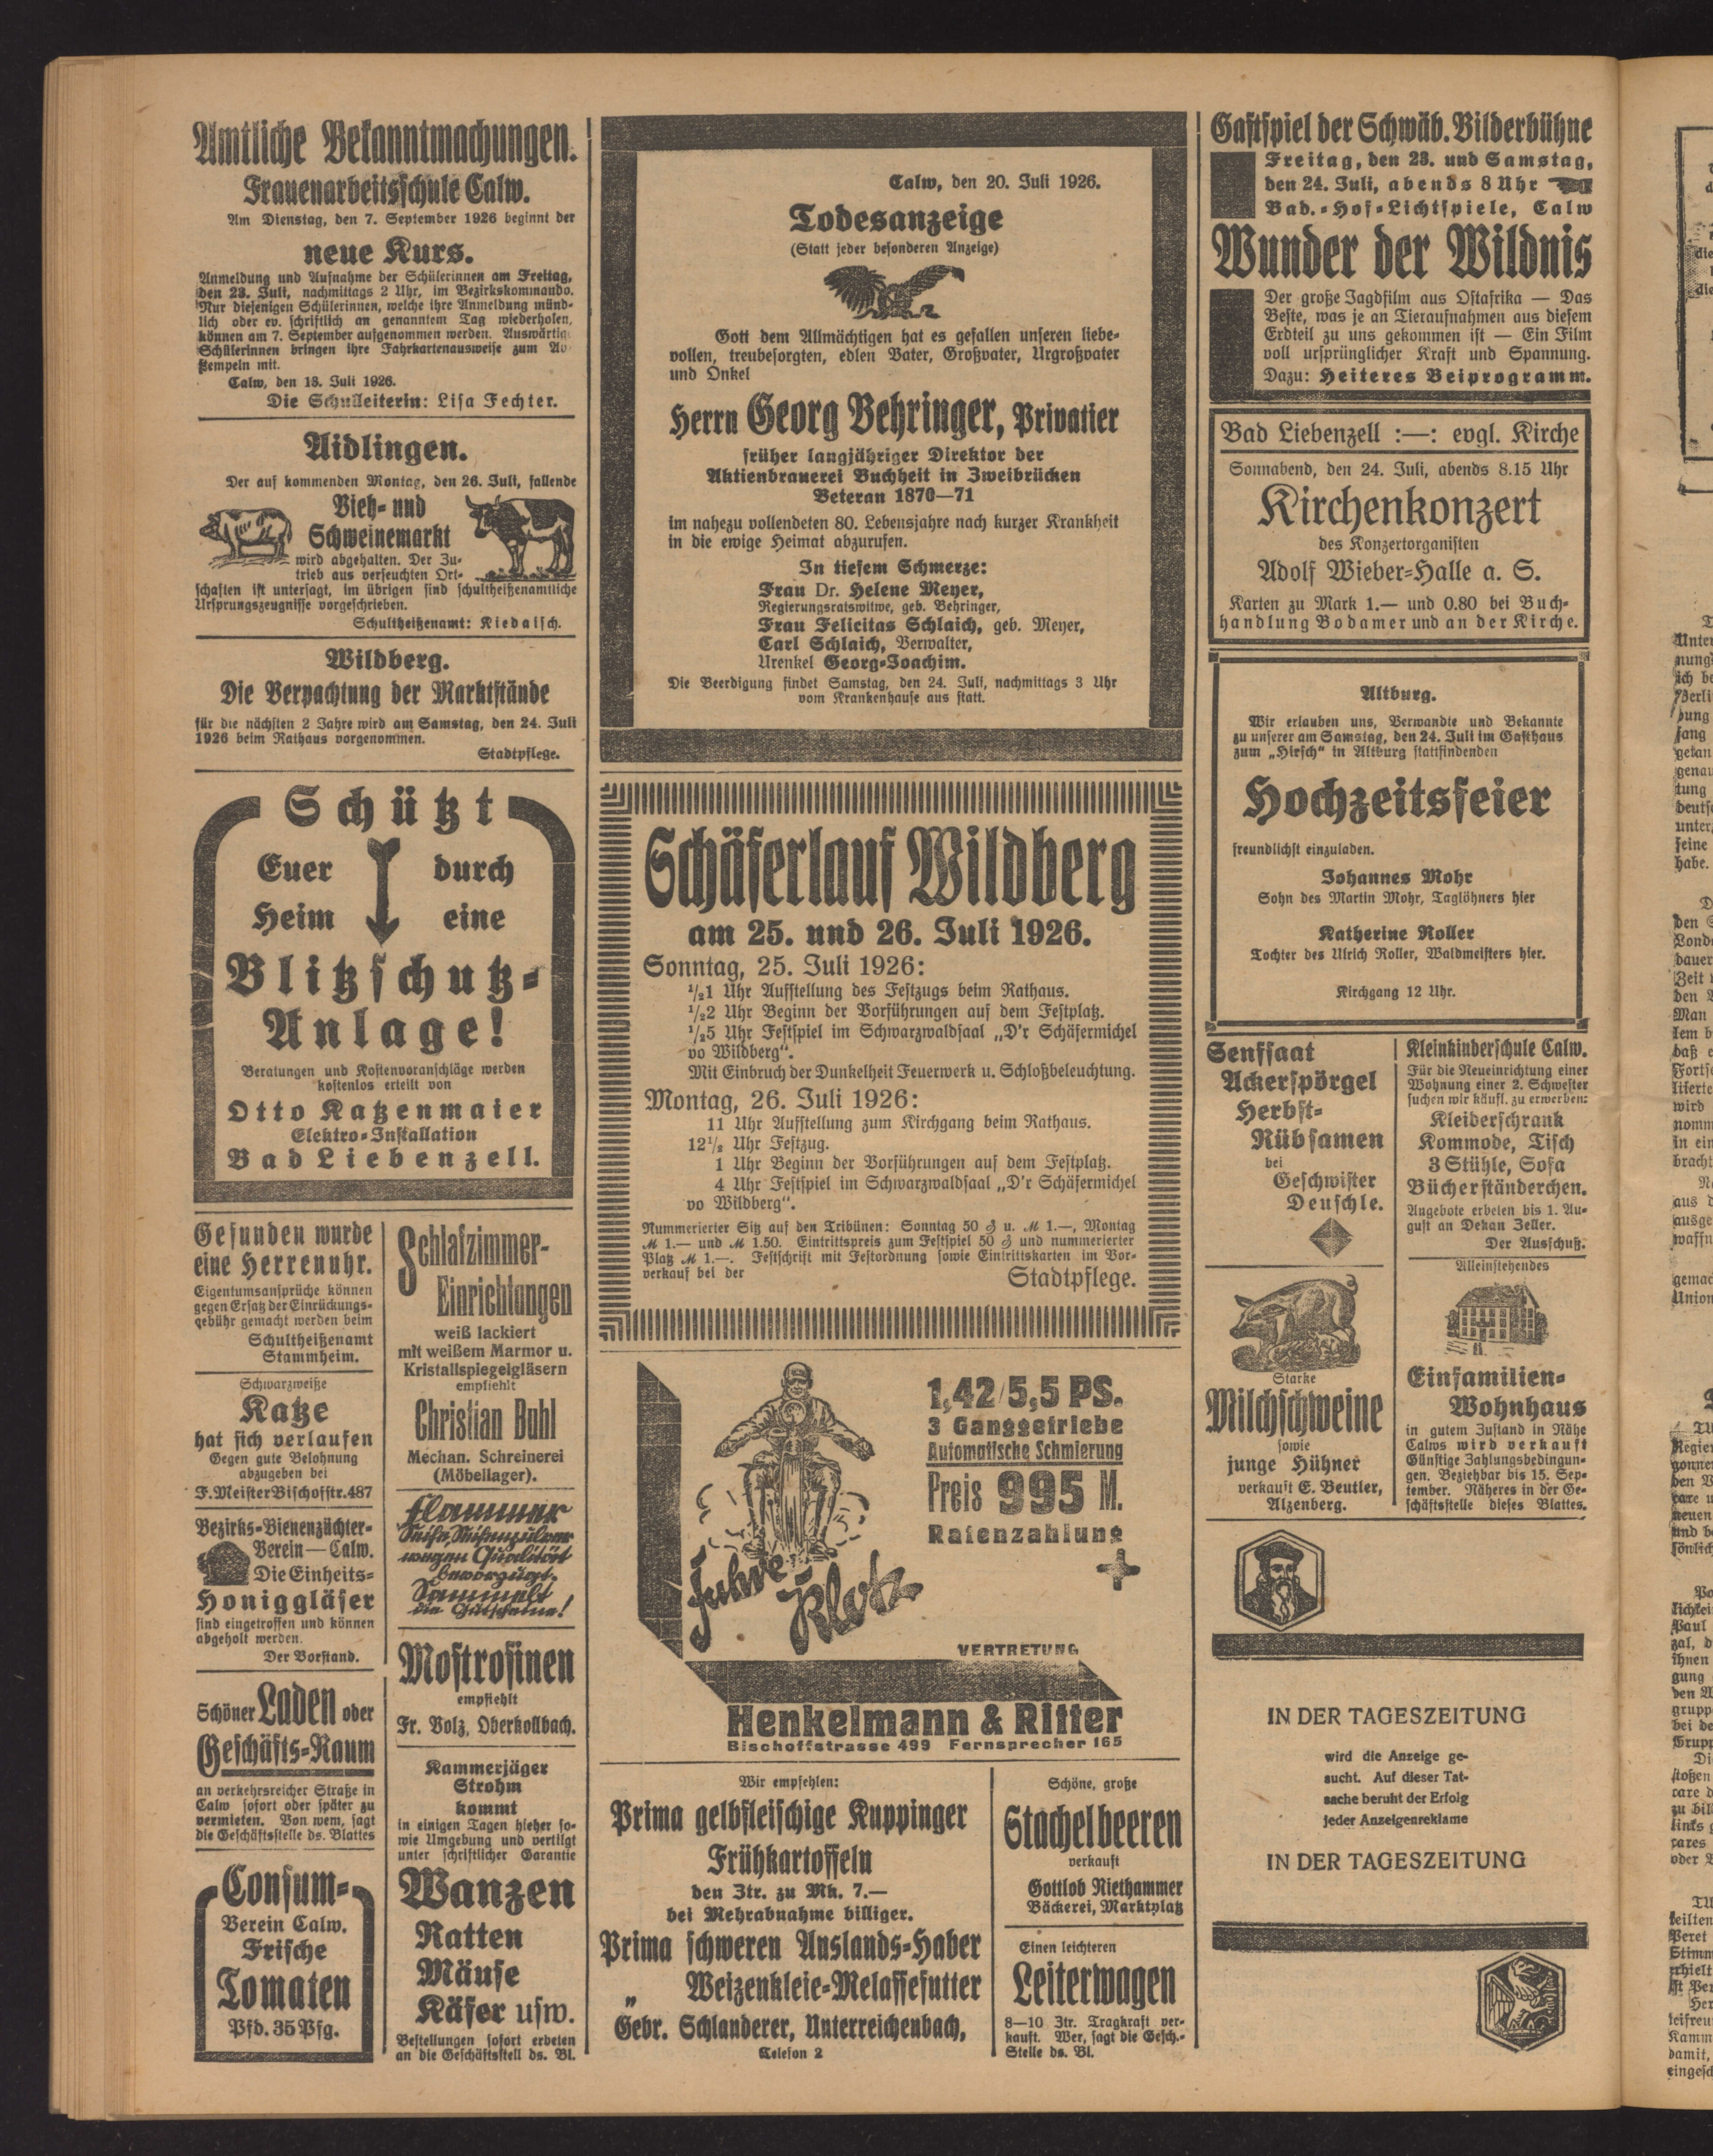 Amtliche Bekanntmachungen.
Frauenarbeitsschule Calw.
Am Dienstag, den 7. September 1926 beginnt der
neue Kurs.
Anmeldung und Aufnahme der Schülerinnen am Freitag,
den 23. Juli, nachmittags 2 Uhr, im Bezirkskommando.
Nur diejenigen Schülerinnen, welche ihre Anmeldung münd-
lich oder ev. schriftlich an genanntem Tag wiederholen,
können am 7. September aufgenommen werden. Auswärtige
Schülerinnen bringen ihre Fahrkartenausweise zum Ab-
stempeln mit.
Calw, den 13. Juli 1926.
Die Schulleiterin: Lisa Fechter.
Aidlingen.
Der auf kommenden Montag, den 26. Juli, fallende
Vieh- und
Schweinemarkt
wird abgehalten. Der Zu-
trieb aus verseuchten Ort-
schaften ist untersagt, im übrigen sind schultheißenamtliche
Ursprungszeugnisse vorgeschrieben.
Schultheißenamt: Kiedaisch.
Wildberg.
Die Verpachtung der Marktstände
für die nächsten 2 Jahre wird am Samstag, den 24. Juli
1926 beim Rathaus vorgenommen.
Stadtpflege.
Schützt
Euer durch
Heim eine
Blitzschutz-
Anlage!
Beratungen und Kostenvoranschläge werden
kostenlos erteilt von
Otto Katzenmaier
Elektro-Installation
Bad Liebenzell.
Gefunden wurde
eine Herrenuhr.
Eigentumsansprüche können
gegen Ersatz der Einrückungs-
gebühr gemacht werden beim
Schultheißenamt
Stammheim.
Schwarzweiße
Katze
hat sich verlaufen
Gegen gute Belohnung
abzugeben bei
F. Meister Bischofstr. 487
Bezirks-Bienenzüchter-
Verein — Calw.
Die Einheits-
Honiggläser
sind eingetroffen und können
abgeholt werden.
Der Vorstand.
Schöner Laden oder
Geschäfts-Raum
an verkehrsreicher Straße in
Calw sofort oder später zu
vermieten. Von wem, sagt
die Geschäftsstelle ds. Blattes
Consum-
Verein Calw.
Frische
Tomaten
Pfd. 35 Pfg.
Schlafzimmer-
Einrichtungen
weiß lackiert
mit weißem Marmor u.
Kristallspiegelgläsern
empfiehlt
Christian Buhl
Mechan. Schreinerei
(Möbellager).
Flammer
Seife, Seifenpulver
wegen Qualität
bevorzugt.
Sammelt
die Gutscheine!
Mostrosinen
empfiehlt
Fr. Volz, Oberkollbach.
Kammerjäger
Strohm
kommt
in einigen Tagen hieher so-
wie Umgebung und vertilgt
unter schriftlicher Garantie
Wanzen
Ratten
Mäuse
Käfer usw.
Bestellungen sofort erbeten
an die Geschäftsstell ds. Bl.
Calw, den 20. Juli 1926.
Todesanzeige
(Statt jeder besonderen Anzeige)
Gott dem Allmächtigen hat es gefallen unseren liebe-
vollen, treubesorgten, edlen Vater, Großvater, Urgroßvater
und Onkel
Herrn Georg Behringer, Privatier
früher langjähriger Direktor der
Aktienbrauerei Buchheit in Zweibrücken
Veteran 1870—71
im nahezu vollendeten 80. Lebensjahre nach kurzer Krankheit
in die ewige Heimat abzurufen.
In tiefem Schmerze:
Frau Dr. Helene Meyer,
Regierungsratswitwe, geb. Behringer,
Frau Felicitas Schlaich, geb. Meyer,
Carl Schlaich, Verwalter,
Urenkel Georg-Joachim.
Die Beerdigung findet Samstag, den 24. Juli, nachmittags 3 Uhr
vom Krankenhause aus statt.
Schäferlauf Wildberg
am 25. und 26. Juli 1926.
Sonntag, 25. Juli 1926:
½1 Uhr Aufstellung des Festzugs beim Rathaus.
½2 Uhr Beginn der Vorführungen auf dem Festplatz.
½5 Uhr Festspiel im Schwarzwaldsaal „D'r Schäfermichel
vo Wildberg“.
Mit Einbruch der Dunkelheit Feuerwerk u. Schloßbeleuchtung.
Montag, 26. Juli 1926:
11 Uhr Aufstellung zum Kirchgang beim Rathaus.
12½ Uhr Festzug.
1 Uhr Beginn der Vorführungen auf dem Festplatz.
4 Uhr Festspiel im Schwarzwaldsaal „D'r Schäfermichel
vo Wildberg“.
Nummerierter Sitz auf den Tribünen: Sonntag 50 ₰ u. ℳ 1.—, Montag
ℳ 1.— und ℳ 1.50. Eintrittspreis zum Festspiel 50 ₰ und nummerierter
Platz ℳ 1.—. Festschrift mit Festordnung sowie Eintrittskarten im Vor-
verkauf bei der Stadtpflege.
1,42/5,5 PS.
3 Ganggetriebe
Automatische Schmierung
Preis 995 M.
Ratenzahlung
Fahre Klotz
VERTRETUNG
Henkelmann & Ritter
Bischoffstrasse 499 Fernsprecher 165
Wir empfehlen:
Prima gelbfleischige Kuppinger
Frühkartoffeln
den Ztr. zu Mk. 7.—
bei Mehrabnahme billiger.
Prima schweren Auslands-Haber
„ Weizenkleie-Melassefutter
Gebr. Schlanderer, Unterreichenbach,
Telefon 2
Schöne, große
Stachelbeeren
verkauft
Gottlob Niethammer
Bäckerei, Marktplatz
Einen leichteren
Leiterwagen
8—10 Ztr. Tragkraft ver-
kauft. Wer, sagt die Gesch.-
Stelle ds. Bl.
Gastspiel der Schwäb. Bilderbühne
Freitag, den 23. und Samstag,
den 24. Juli, abends 8 Uhr
Bad.-Hof-Lichtspiele, Calw
Wunder der Wildnis
Der große Jagdfilm aus Ostafrika — Das
Beste, was je an Tieraufnahmen aus diesem
Erdteil zu uns gekommen ist — Ein Film
voll ursprünglicher Kraft und Spannung.
Dazu: Heiteres Beiprogramm.
Bad Liebenzell :—: evgl. Kirche
Sonnabend, den 24. Juli, abends 8.15 Uhr
Kirchenkonzert
des Konzertorganisten
Adolf Wieber-Halle a. S.
Karten zu Mark 1.— und 0.80 bei Buch-
handlung Bodamer und an der Kirche.
Altburg.
Wir erlauben uns, Verwandte und Bekannte
zu unserer am Samstag, den 24. Juli im Gasthaus
zum „Hirsch“ in Altburg stattfindenden
Hochzeitsfeier
freundlichst einzuladen.
Johannes Mohr
Sohn des Martin Mohr, Taglöhners hier
Katherine Roller
Tochter des Ulrich Roller, Waldmeisters hier.
Kirchgang 12 Uhr.
Senfsaat
Ackerspörgel
Herbst-
Rübsamen
bei
Geschwister
Deuschle.
Starke
Milchschweine
sowie
junge Hühner
verkauft E. Beutler,
Alzenberg.
Kleinkinderschule Calw.
Für die Neueinrichtung einer
Wohnung einer 2. Schwester
suchen wir käufl. zu erwerben:
Kleiderschrank
Kommode, Tisch
3 Stühle, Sofa
Bücherständerchen.
Angebote erbeten bis 1. Au-
gust an Dekan Zeller.
Der Ausschuß.
Alleinstehendes
Einfamilien-
Wohnhaus
in gutem Zustand in Nähe
Calws wird verkauft
Günstige Zahlungsbedingun-
gen. Beziehbar bis 15. Sep-
tember. Näheres in der Ge-
schäftsstelle dieses Blattes.
IN DER TAGESZEITUNG
wird die Anzeige ge-
sucht. Auf dieser Tat-
sache beruht der Erfolg
jeder Anzeigenreklame
IN DER TAGESZEITUNG